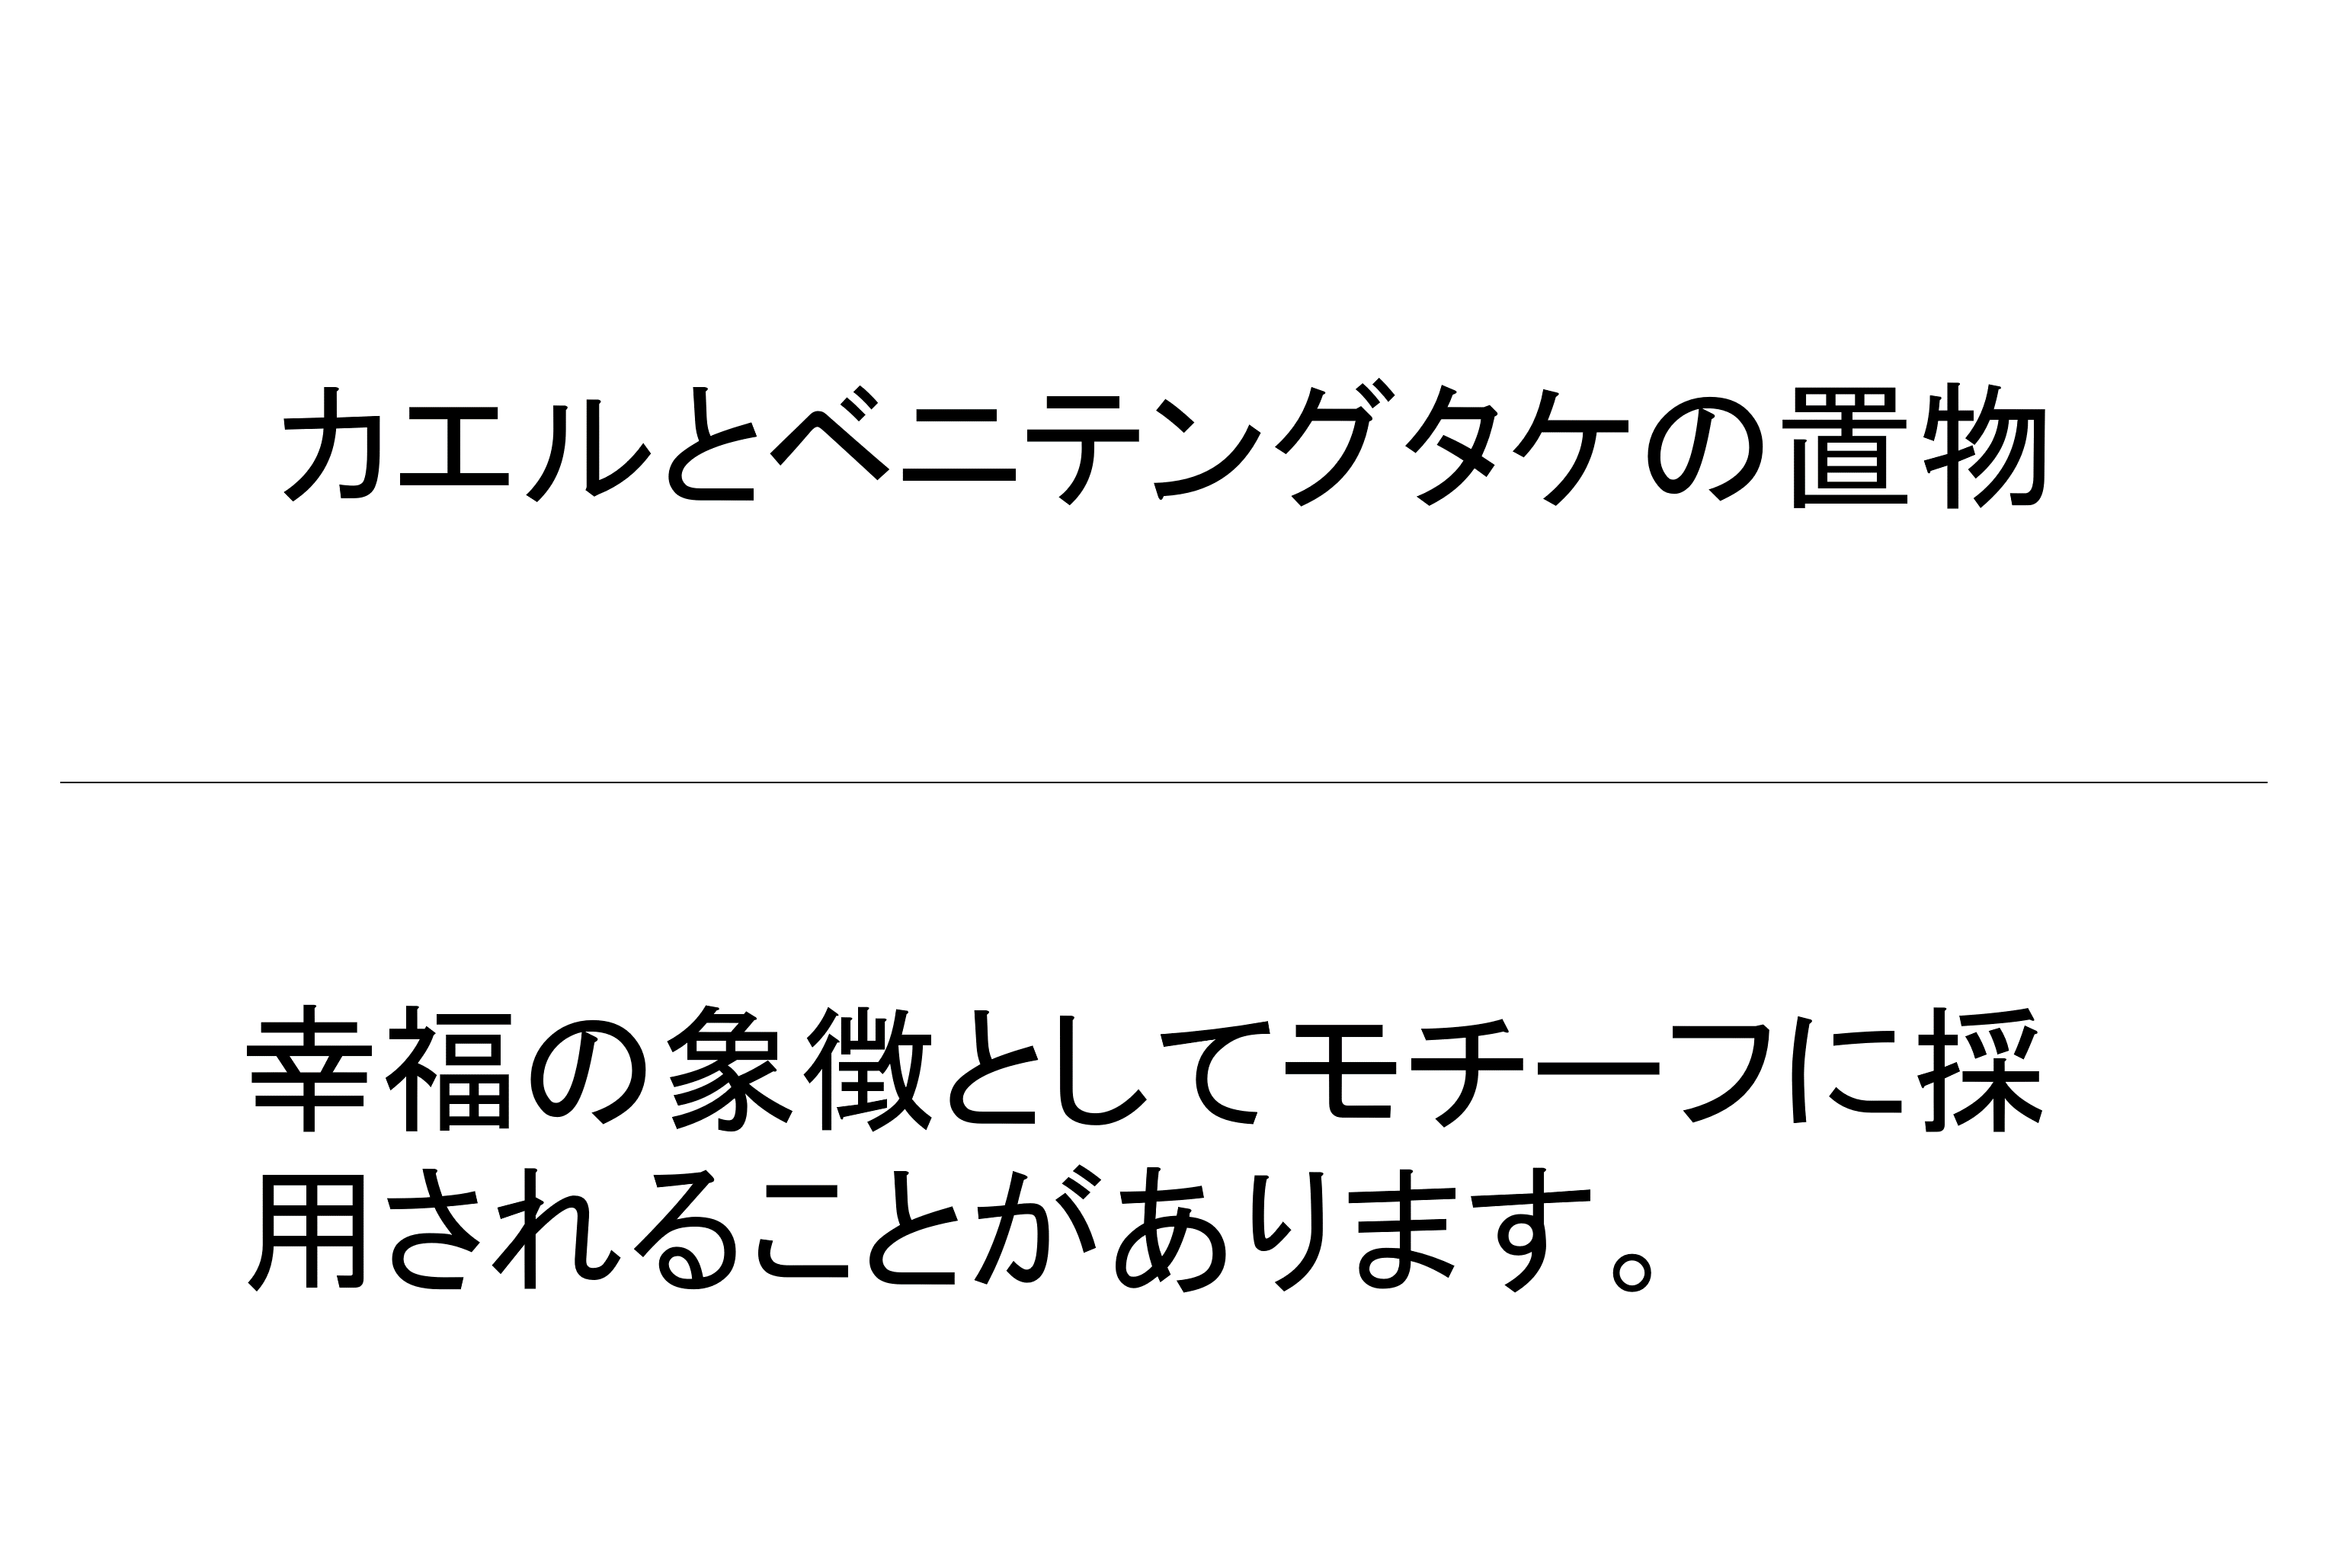 カエルとベニテングタケの置物
幸福の象徴としてモチーフに採
用されることがあります。